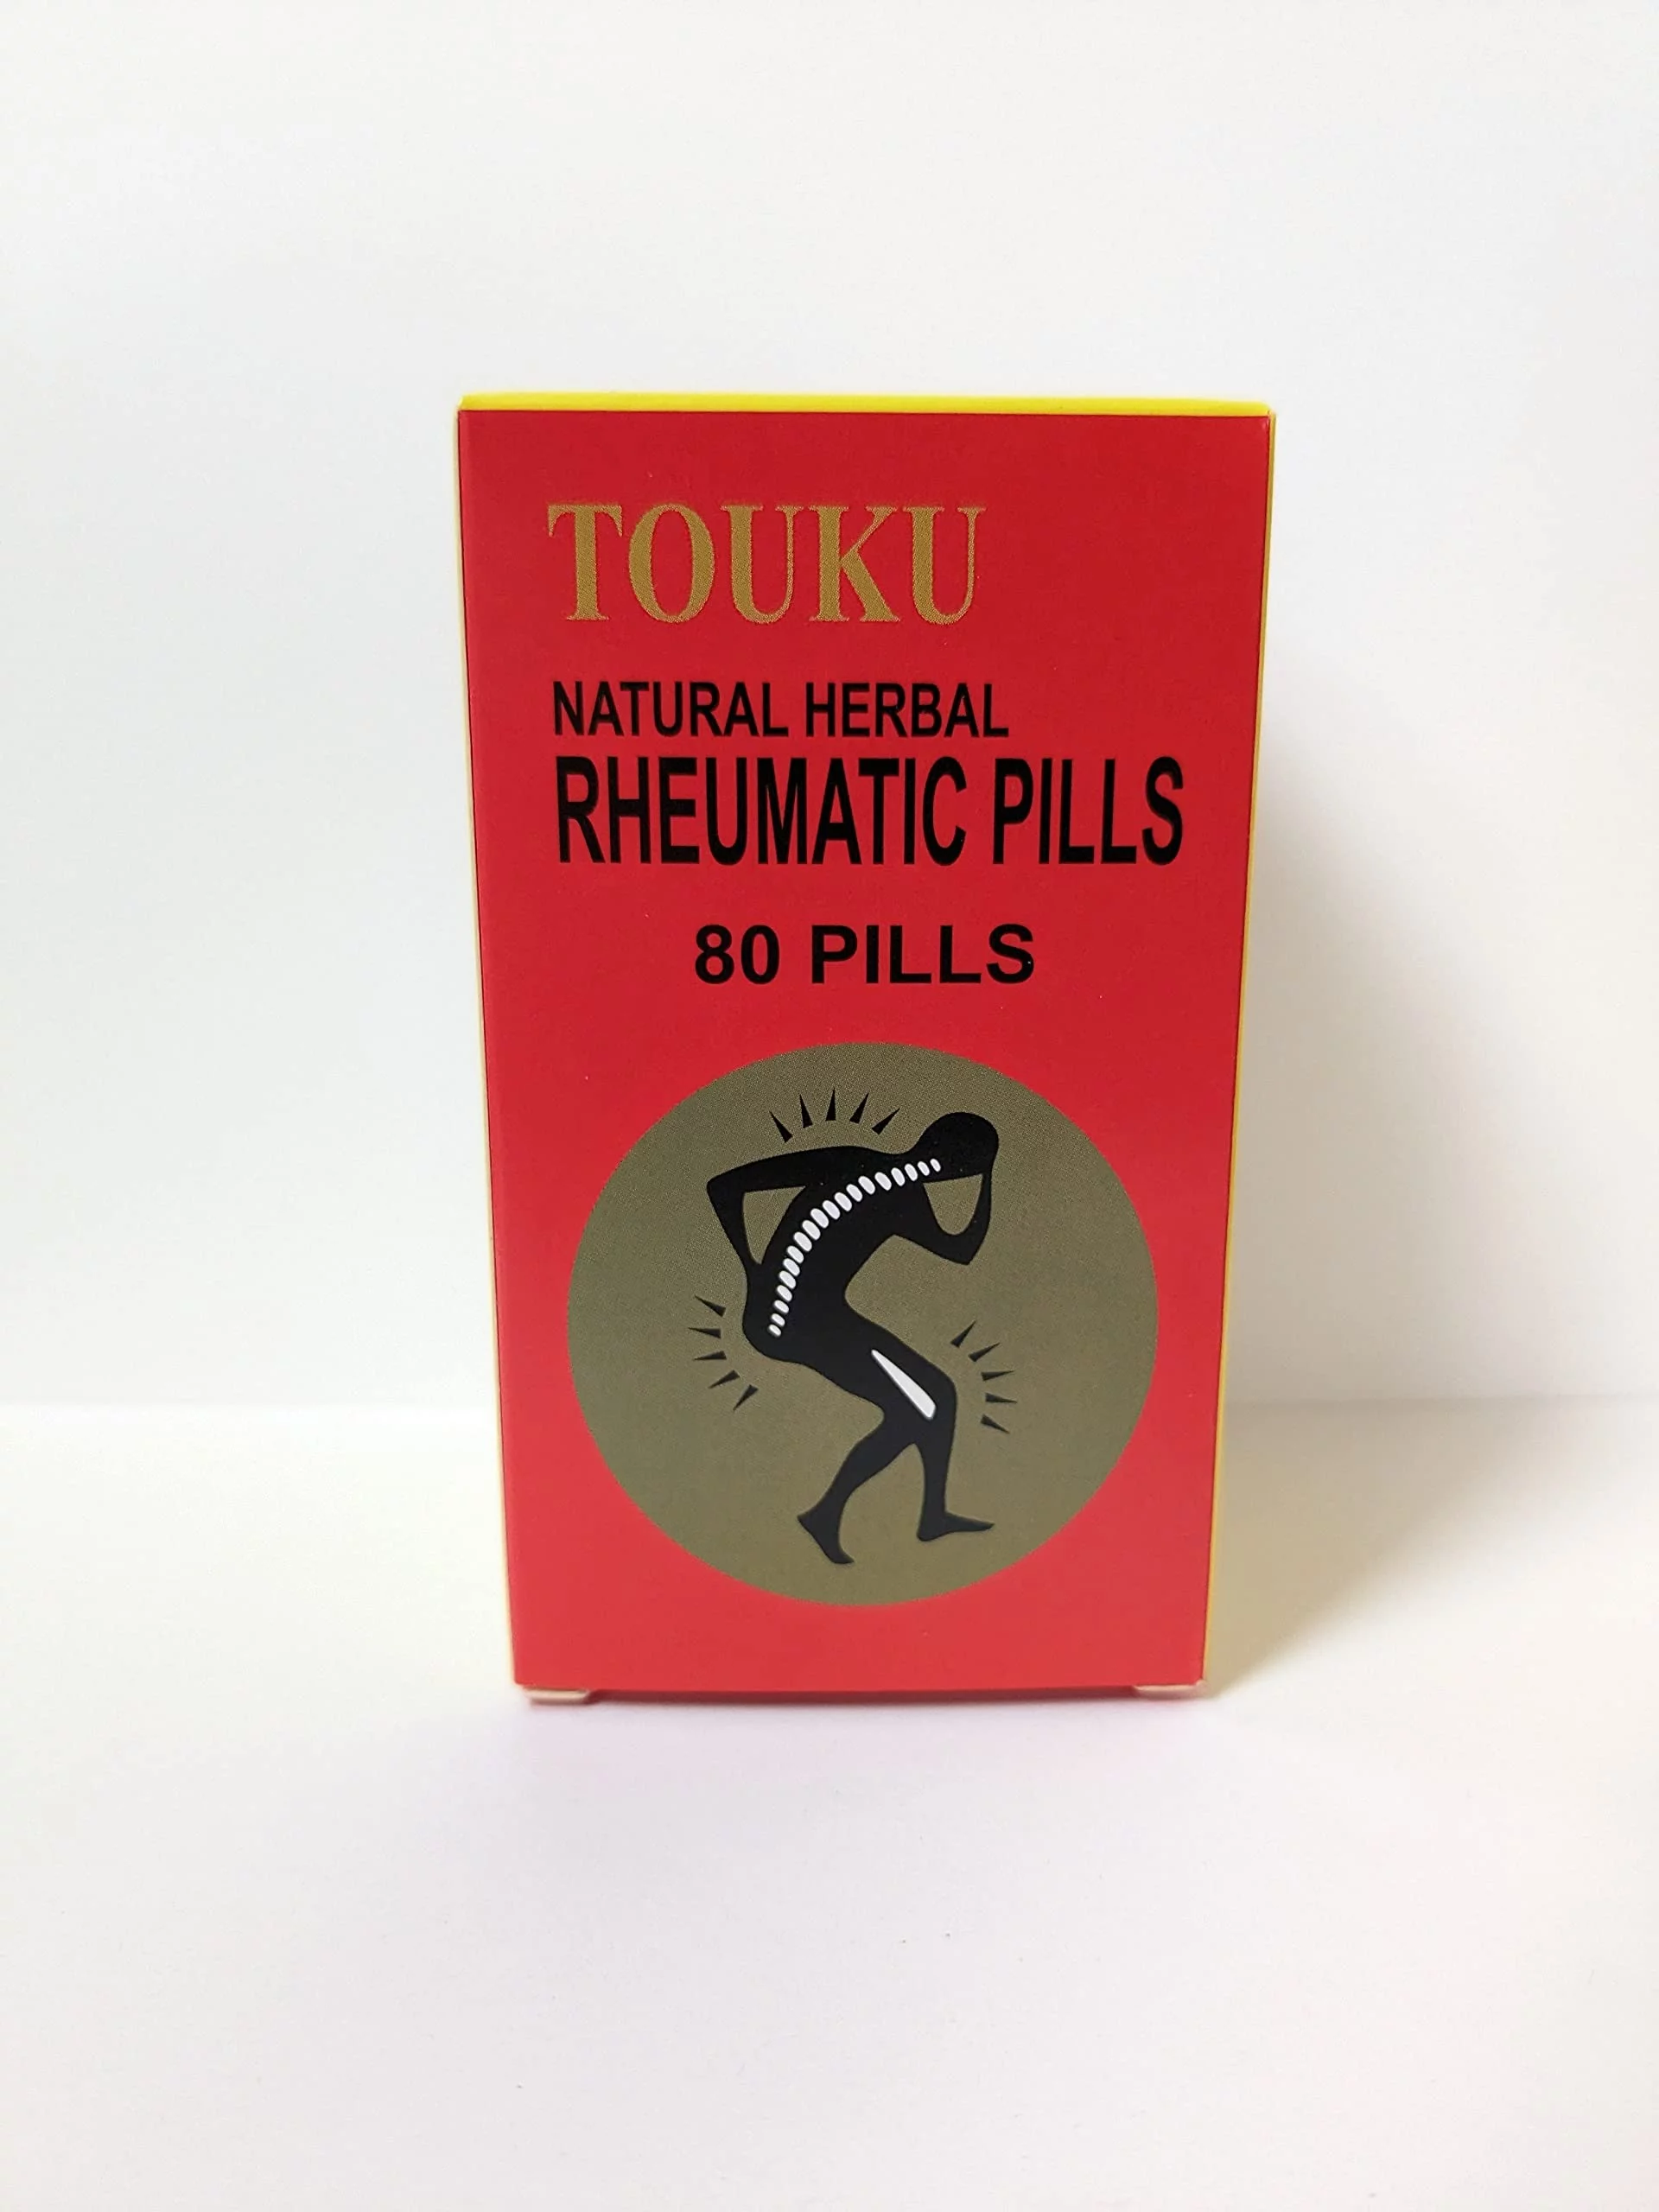 TOUKU
NATURAL HERBAL
RHEUMATIC PILLS
80 PILLS